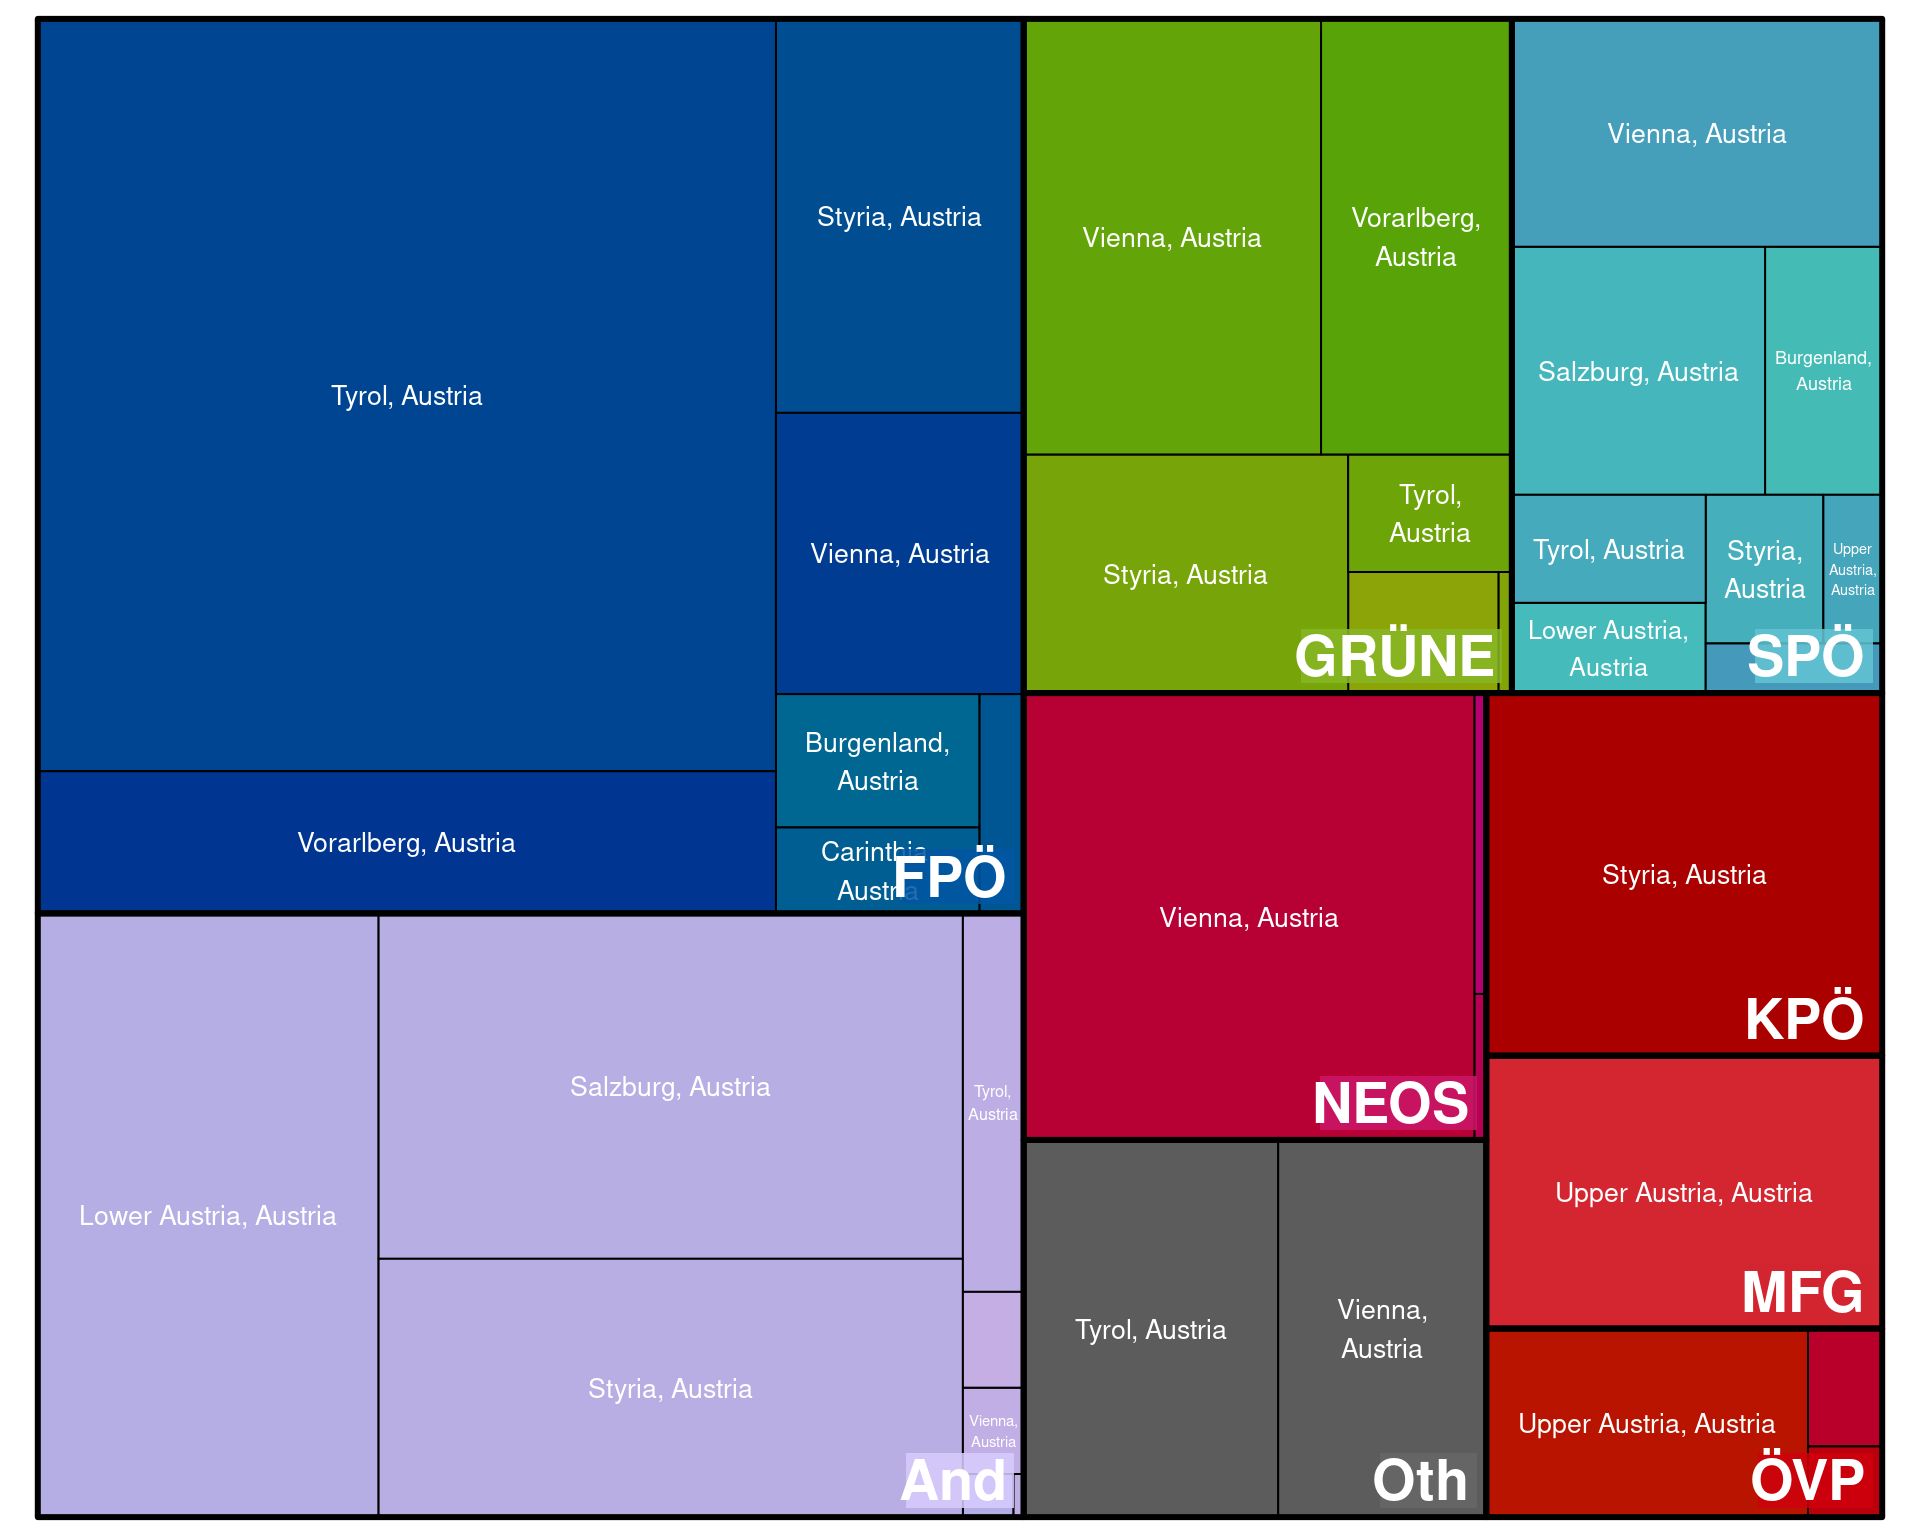 Tyrol, Austria
Styria, Austria
Vienna, Austria
Vorarlberg, Austria
Burgenland,
Austria
Carinthia,
Austria
FPÖ
Lower Austria, Austria
Salzburg, Austria
Styria, Austria
Tyrol,
Austria
Vienna,
Austria
And
Vienna, Austria
Vorarlberg,
Austria
Styria, Austria
Tyrol,
Austria
GRÜNE
Vienna, Austria
Salzburg, Austria
Burgenland,
Austria
Tyrol, Austria
Lower Austria,
Austria
Styria,
Austria
Upper
Austria,
Austria
SPÖ
Vienna, Austria
NEOS
Styria, Austria
KPÖ
Upper Austria, Austria
MFG
Tyrol, Austria
Vienna,
Austria
Oth
Upper Austria, Austria
ÖVP